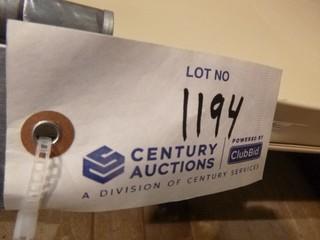 LOT NO
1194
CENTURY AUCTIONS
POWERED BY
ClubBid
A DIVISION OF CENTURY SERVICES